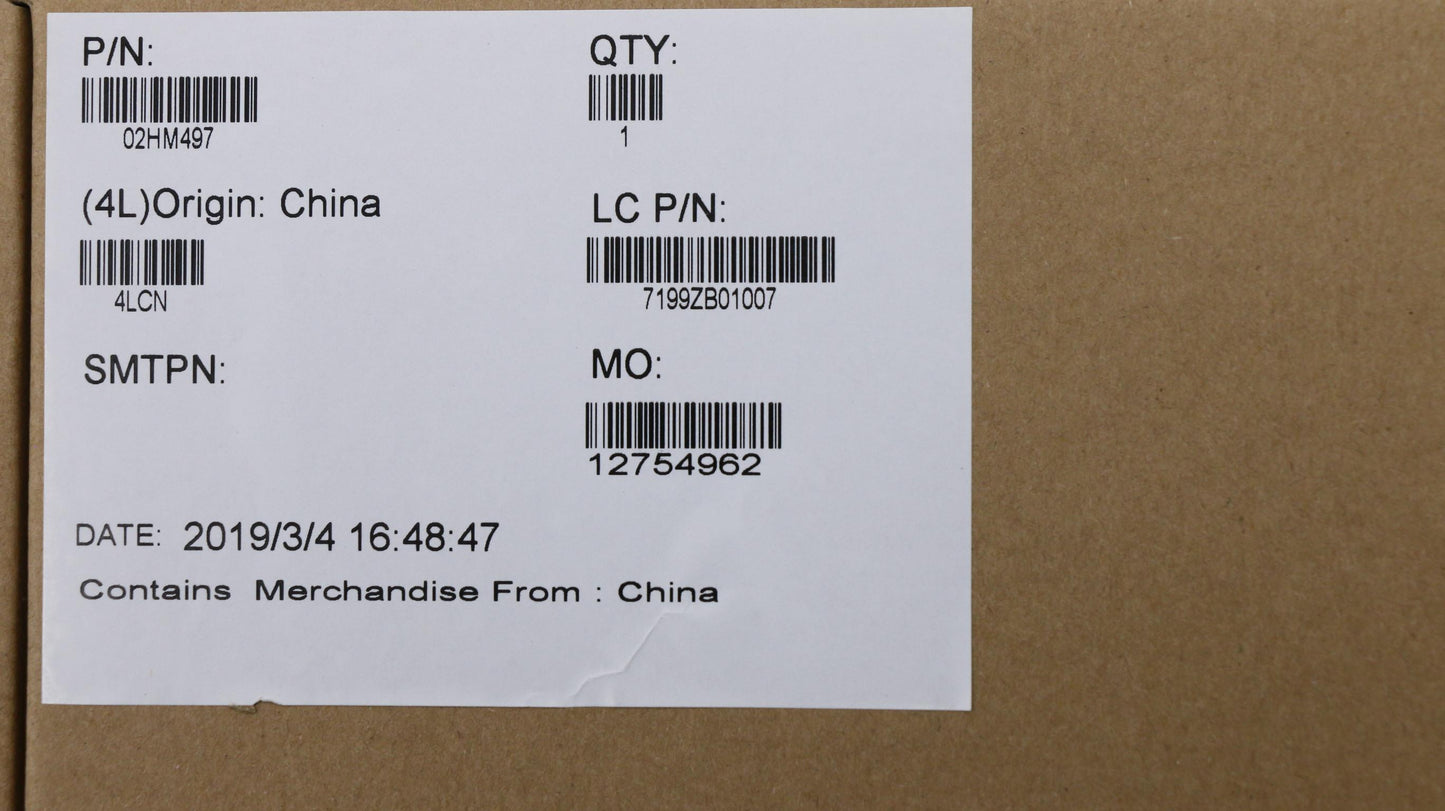 P/N:
QTY:
02HM497
1
(4L)Origin: China
LC P/N:
4LCN
7199ZB01007
SMTPN:
MO:
12754962
DATE: 2019/3/4 16:48:47
Contains Merchandise From : China